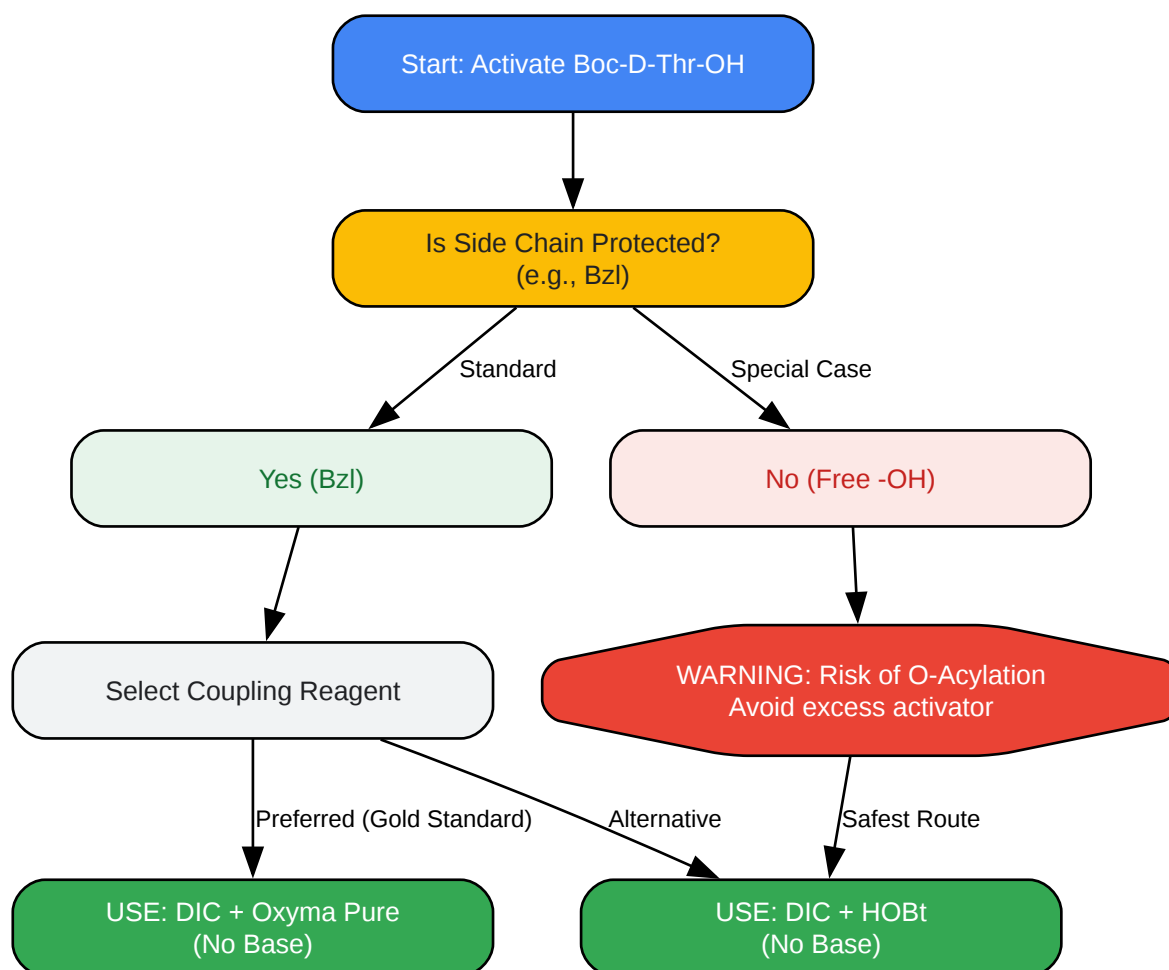 Start: Activate Boc-D-Thr-OH
Is Side Chain Protected?
(e.g., Bzl)
Standard
Special Case
Yes (Bzl)
No (Free -OH)
Select Coupling Reagent
WARNING: Risk of O-Acylation
Avoid excess activator
Preferred (Gold Standard)
Alternative
Safest Route
USE: DIC + Oxyma Pure
(No Base)
USE: DIC + HOBt
(No Base)